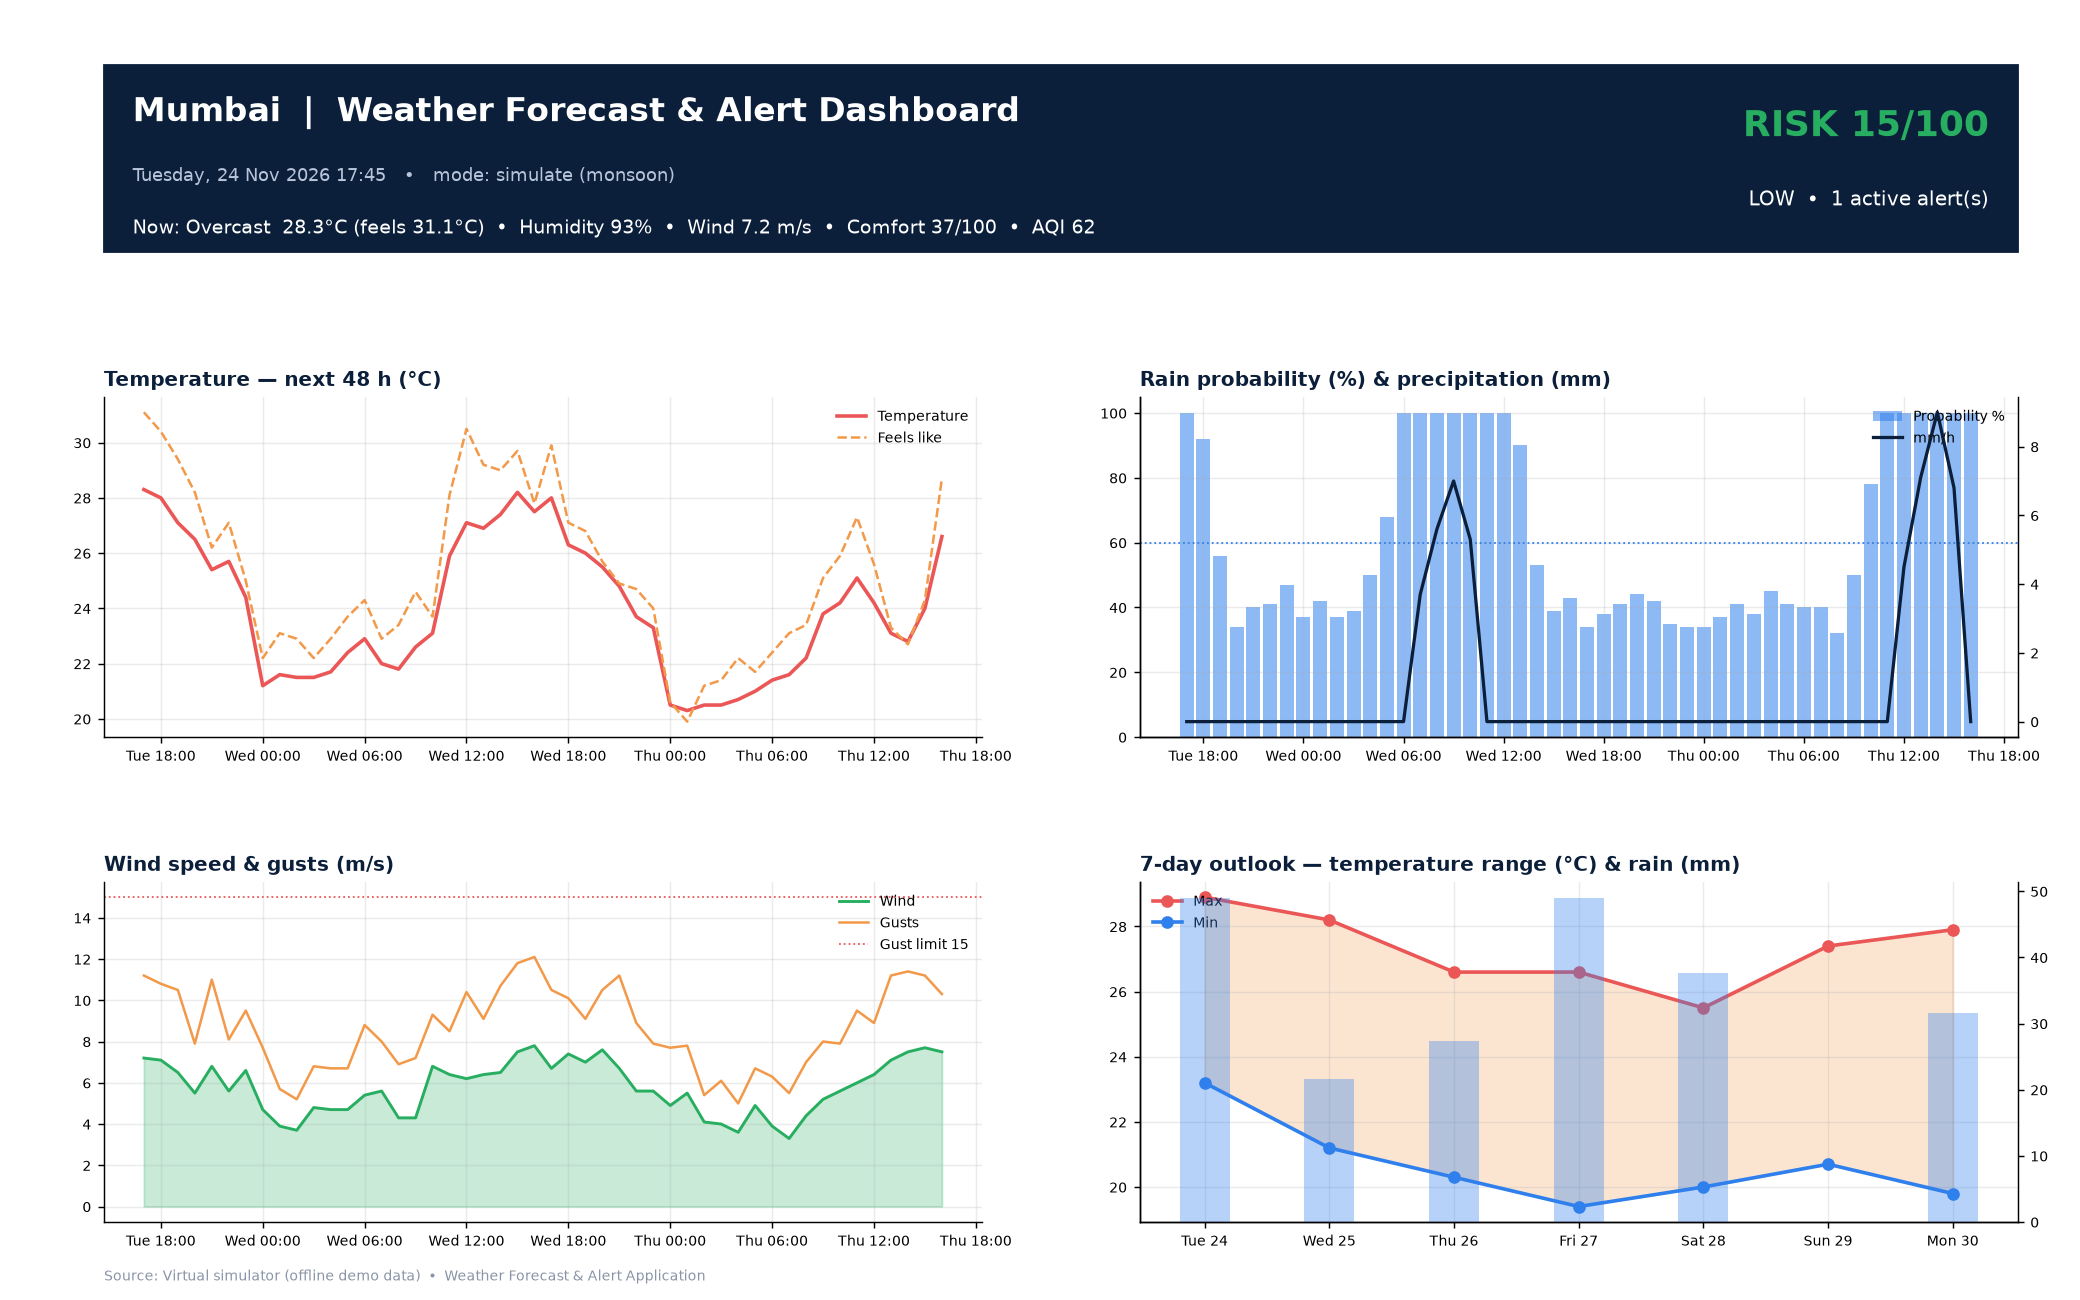 Mumbai | Weather Forecast & Alert Dashboard
RISK 15/100
Tuesday, 24 Nov 2026 17:45 • mode: simulate (monsoon)
LOW • 1 active alert(s)
Now: Overcast 28.3°C (feels 31.1°C) • Humidity 93% • Wind 7.2 m/s • Comfort 37/100 • AQI 62
Temperature — next 48 h (°C)
Temperature
Feels like
30
28
26
24
22
20
Tue 18:00 Wed 00:00 Wed 06:00 Wed 12:00 Wed 18:00 Thu 00:00 Thu 06:00 Thu 12:00 Thu 18:00
Rain probability (%) & precipitation (mm)
Probability %
mm/h
100
80
60
40
20
0
8
6
4
2
0
Tue 18:00 Wed 00:00 Wed 06:00 Wed 12:00 Wed 18:00 Thu 00:00 Thu 06:00 Thu 12:00 Thu 18:00
Wind speed & gusts (m/s)
Wind
Gusts
Gust limit 15
14
12
10
8
6
4
2
0
Tue 18:00 Wed 00:00 Wed 06:00 Wed 12:00 Wed 18:00 Thu 00:00 Thu 06:00 Thu 12:00 Thu 18:00
7-day outlook — temperature range (°C) & rain (mm)
Max
Min
28
26
24
22
20
50
40
30
20
10
0
Tue 24 Wed 25 Thu 26 Fri 27 Sat 28 Sun 29 Mon 30
Source: Virtual simulator (offline demo data) • Weather Forecast & Alert Application